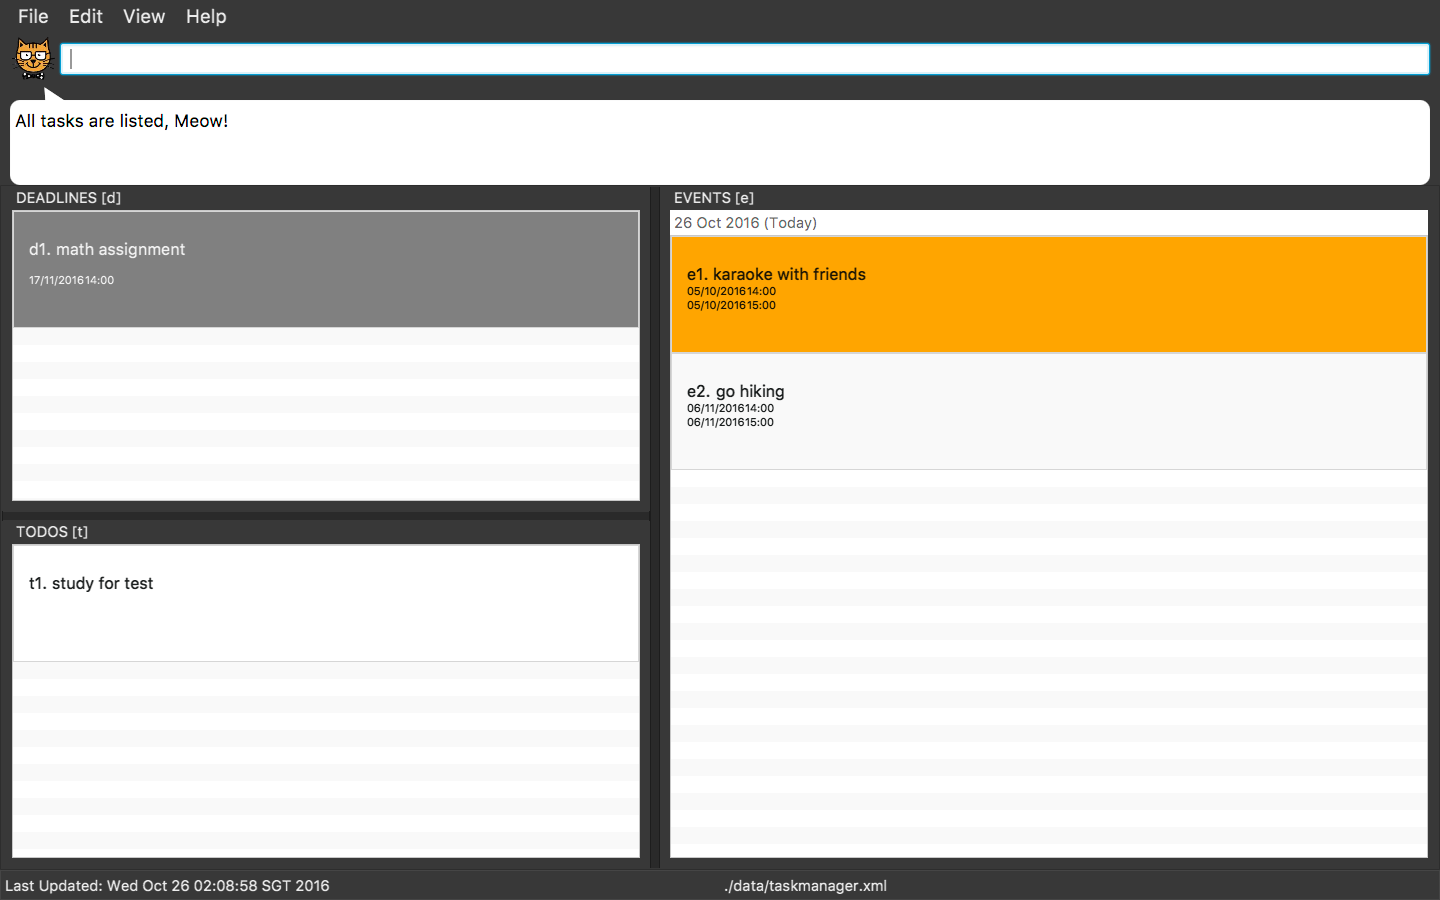 File Edit View Help
All tasks are listed, Meow!
DEADLINES [d]
d1. math assignment
17/11/201614:00
TODOS [t]
t1. study for test
EVENTS [e]
26 Oct 2016 (Today)
e1. karaoke with friends
05/10/201614:00
05/10/201615:00
e2. go hiking
06/11/201614:00
06/11/201615:00
Last Updated: Wed Oct 26 02:08:58 SGT 2016
./data/taskmanager.xml